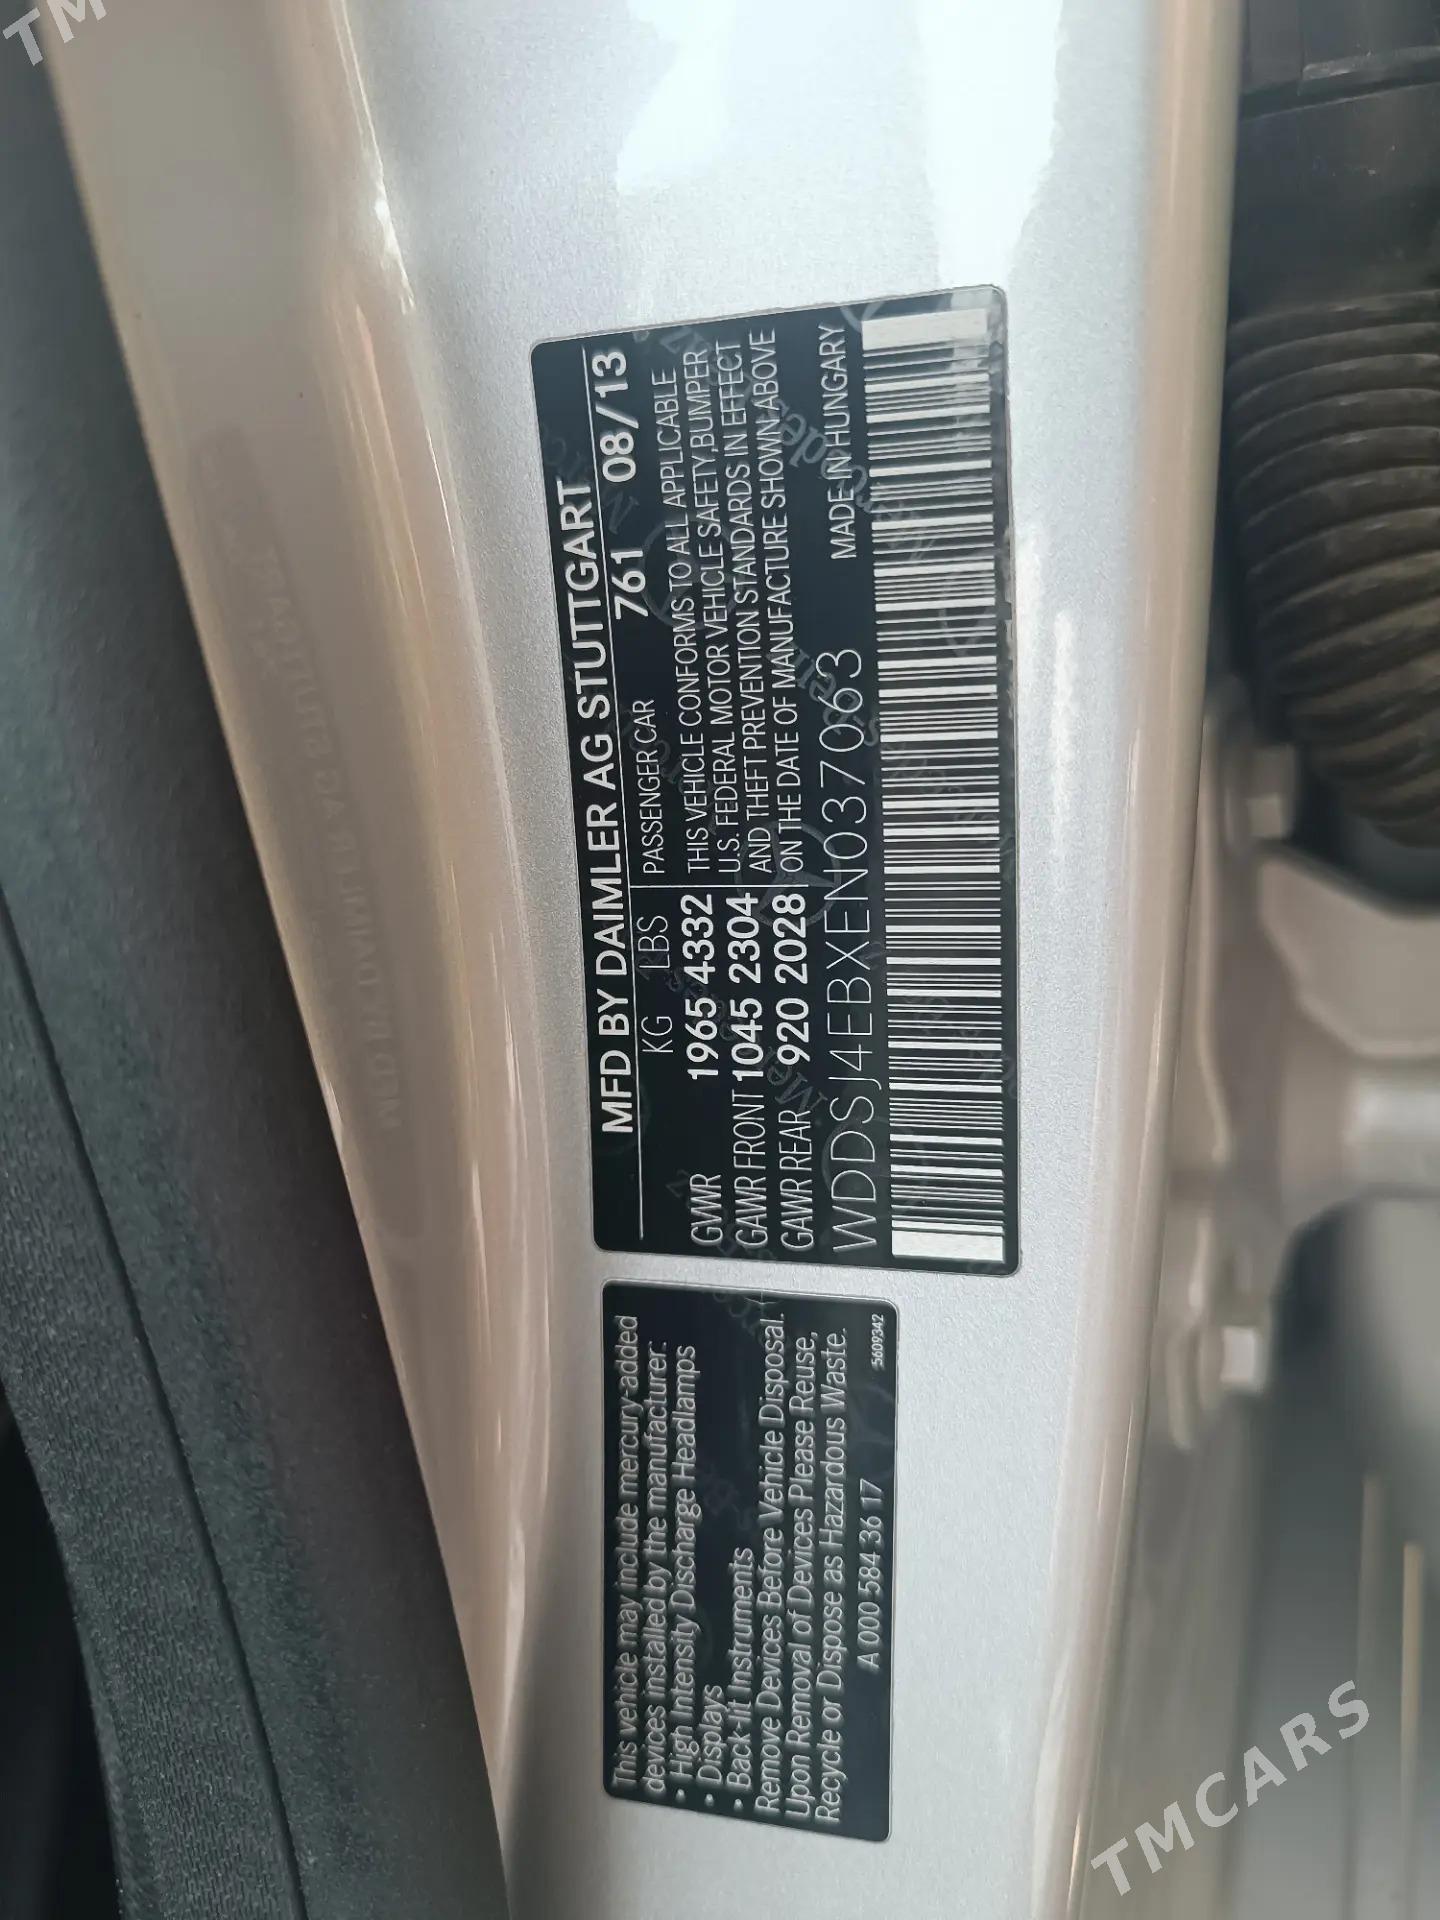 MFD BY DAIMLER AG STUTTGART
KG LBS 761 08/13
PASSENGER CAR
GVWR 1965 4332
GAWR FRONT 1045 2304
GAWR REAR 920 2028
THIS VEHICLE CONFORMS TO ALL APPLICABLE
U.S. FEDERAL MOTOR VEHICLE SAFETY, BUMPER
AND THEFT PREVENTION STANDARDS IN EFFECT
ON THE DATE OF MANUFACTURE SHOWN ABOVE
WDDSJ4EBXEN037063
MADE IN HUNGARY
This vehicle may include mercury-added
devices installed by the manufacturer:
• High Intensity Discharge Headlamps
• Displays
• Back-lit Instruments
Remove Devices Before Vehicle Disposal.
Upon Removal of Devices Please Reuse,
Recycle or Dispose as Hazardous Waste.
A 000 584 36 17
5609342
TMCARS